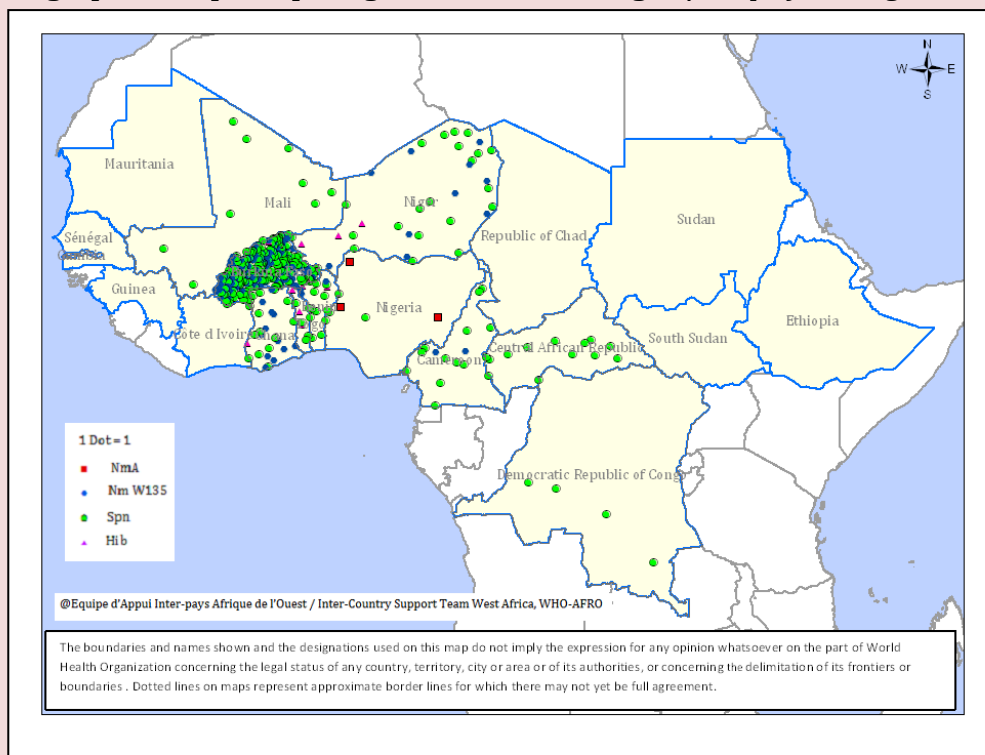 N
W E
S
Mauritania
Mali
Niger
Sudan
Republic of Chad
Sénégal
Guinea
Nigeria
Côte d Ivoire
Ethiopia
South Sudan
Central African Republic
Cameroon
Democratic Republic of Congo
1 Dot = 1
NmA
Nm W135
Spn
Hib
@Equipe d'Appui Inter-pays Afrique de l'Ouest / Inter-Country Support Team West Africa, WHO-AFRO
The boundaries and names shown and the designations used on this map do not imply the expression for any opinion whatsoever on the part of World
Health Organization concerning the legal status of any country, territory, city or area or of its authorities, or concerning the delimitation of its frontiers or
boundaries . Dotted lines on maps represent approximate border lines for which there may not yet be full agreement.